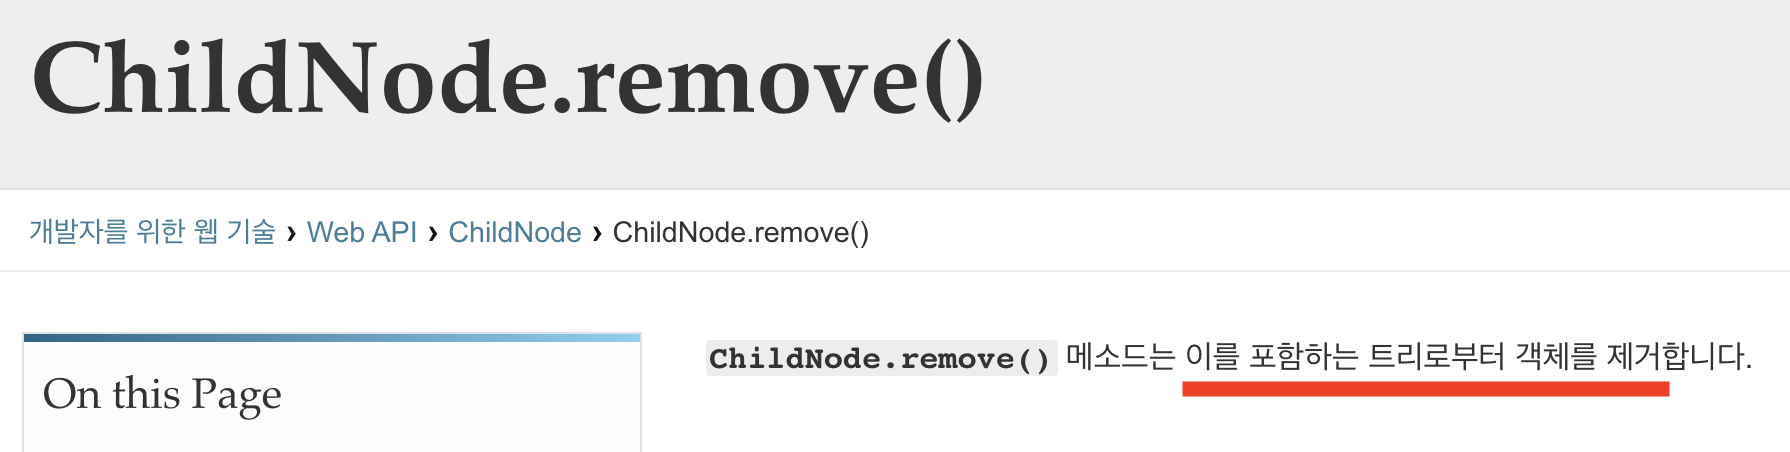 ChildNode.remove()
개발자를 위한 웹 기술 › Web API › ChildNode › ChildNode.remove()
ChildNode.remove() 메소드는 이를 포함하는 트리로부터 객체를 제거합니다.
On this Page